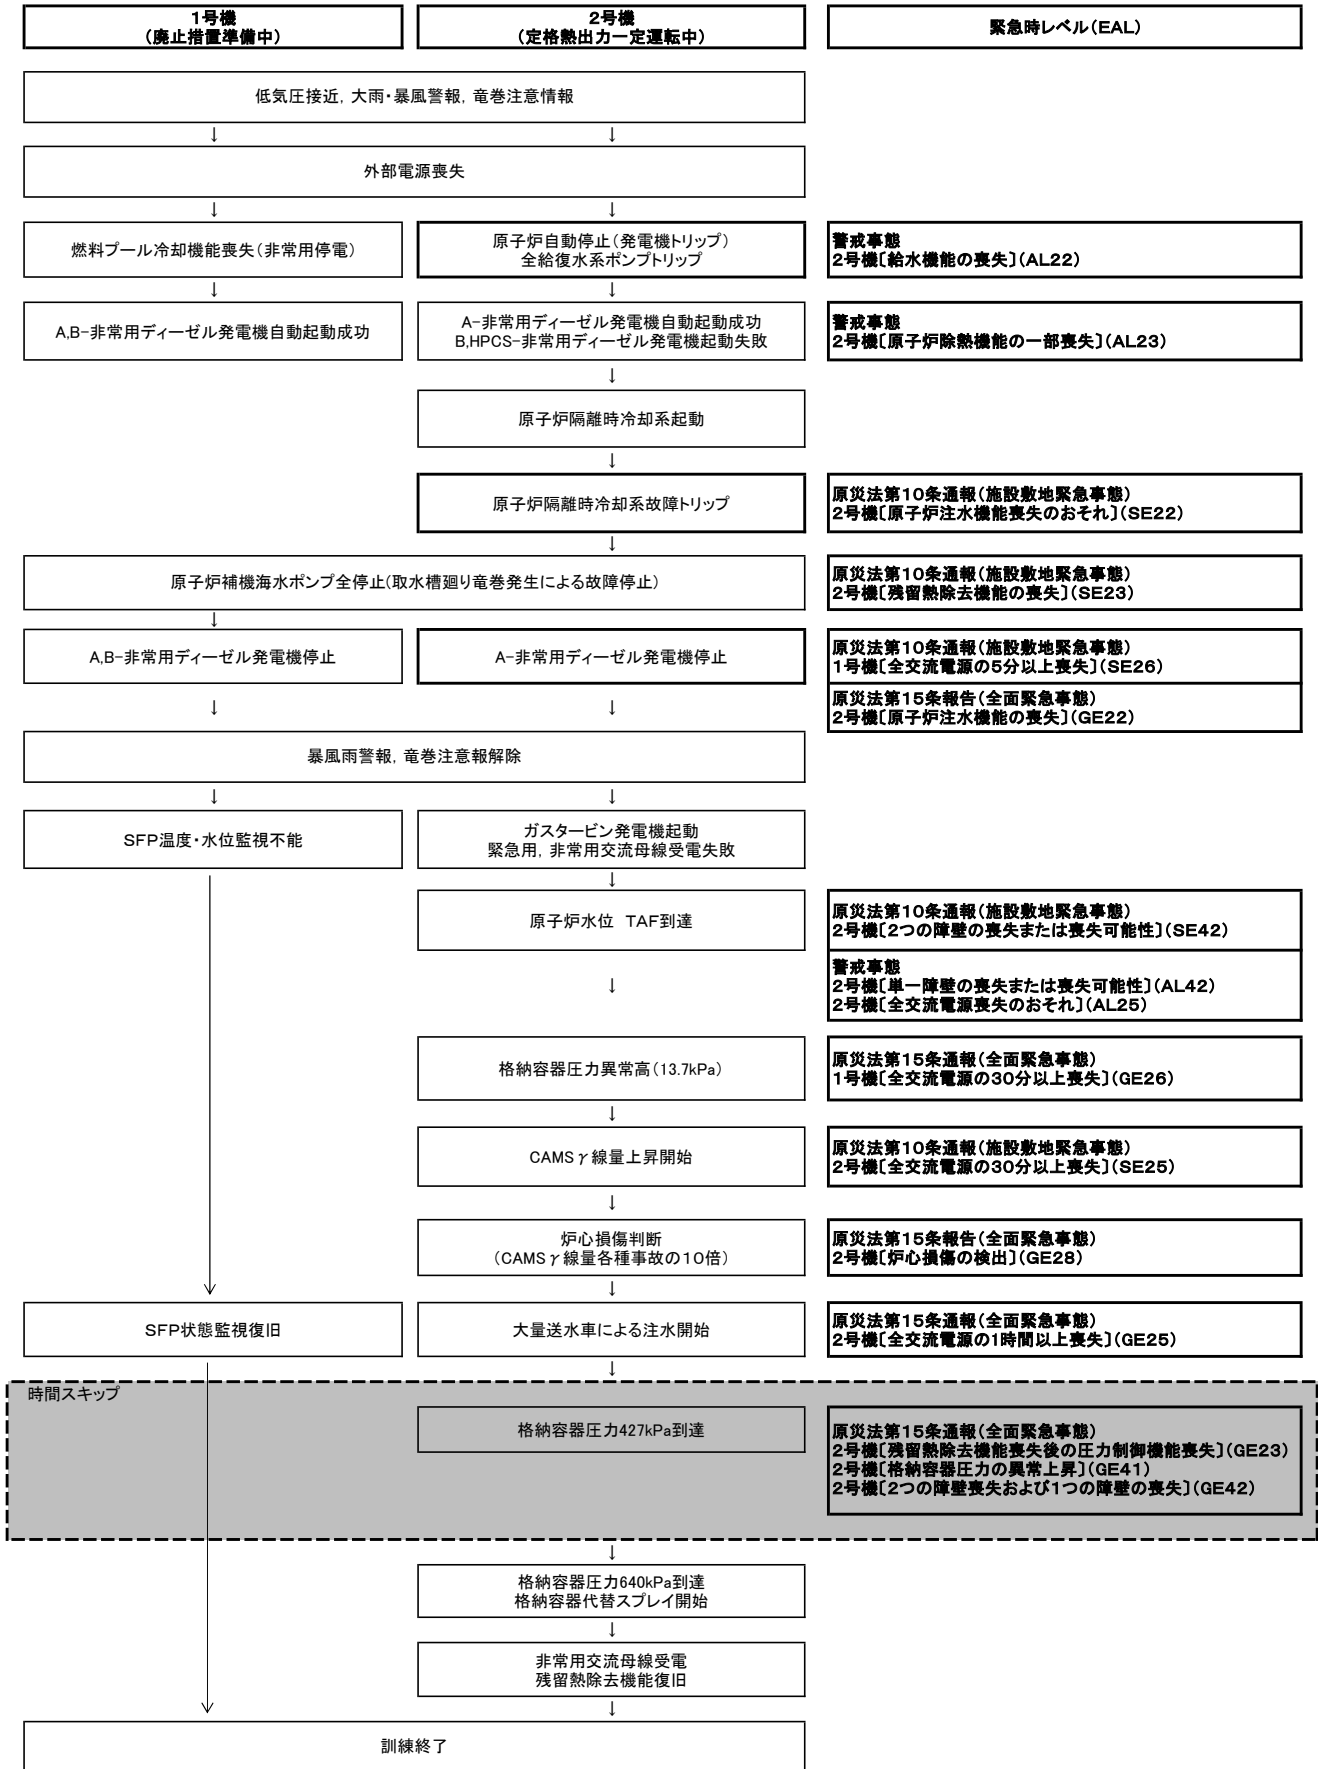 1号機
（廃止措置準備中）
2号機
（定格熱出力一定運転中）
緊急時レベル（EAL）
低気圧接近，大雨・暴風警報，竜巻注意情報
↓
↓
外部電源喪失
↓
↓
燃料プール冷却機能喪失（非常用停電）
原子炉自動停止（発電機トリップ）
全給復水系ポンプトリップ
警戒事態
2号機〔給水機能の喪失〕（AL22）
↓
↓
A,B-非常用ディーゼル発電機自動起動成功
A-非常用ディーゼル発電機自動起動成功
B,HPCS-非常用ディーゼル発電機起動失敗
警戒事態
2号機〔原子炉除熱機能の一部喪失〕（AL23）
↓
原子炉隔離時冷却系起動
↓
原子炉隔離時冷却系故障トリップ
原災法第10条通報（施設敷地緊急事態）
2号機〔原子炉注水機能喪失のおそれ〕（SE22）
↓
原子炉補機海水ポンプ全停止（取水槽廻り竜巻発生による故障停止）
原災法第10条通報（施設敷地緊急事態）
2号機〔残留熱除去機能の喪失〕（SE23）
↓
A,B-非常用ディーゼル発電機停止
A-非常用ディーゼル発電機停止
原災法第10条通報（施設敷地緊急事態）
1号機〔全交流電源の5分以上喪失〕（SE26）
原災法第15条報告（全面緊急事態）
2号機〔原子炉注水機能の喪失〕（GE22）
↓
↓
暴風雨警報，竜巻注意報解除
↓
↓
SFP温度・水位監視不能
ガスタービン発電機起動
緊急用，非常用交流母線受電失敗
↓
原子炉水位 TAF到達
原災法第10条通報（施設敷地緊急事態）
2号機〔2つの障壁の喪失または喪失可能性〕（SE42）
警戒事態
2号機〔単一障壁の喪失または喪失可能性〕（AL42）
2号機〔全交流電源喪失のおそれ〕（AL25）
↓
格納容器圧力異常高（13.7kPa）
原災法第15条通報（全面緊急事態）
1号機〔全交流電源の30分以上喪失〕（GE26）
↓
CAMSγ線量上昇開始
原災法第10条通報（施設敷地緊急事態）
2号機〔全交流電源の30分以上喪失〕（SE25）
↓
炉心損傷判断
（CAMSγ線量各種事故の10倍）
原災法第15条報告（全面緊急事態）
2号機〔炉心損傷の検出〕（GE28）
↓
SFP状態監視復旧
大量送水車による注水開始
原災法第15条通報（全面緊急事態）
2号機〔全交流電源の1時間以上喪失〕（GE25）
↓
時間スキップ
格納容器圧力427kPa到達
原災法第15条通報（全面緊急事態）
2号機〔残留熱除去機能喪失後の圧力制御機能喪失〕（GE23）
2号機〔格納容器圧力の異常上昇〕（GE41）
2号機〔2つの障壁喪失および1つの障壁の喪失〕（GE42）
↓
格納容器圧力640kPa到達
格納容器代替スプレイ開始
↓
非常用交流母線受電
残留熱除去機能復旧
↓
訓練終了